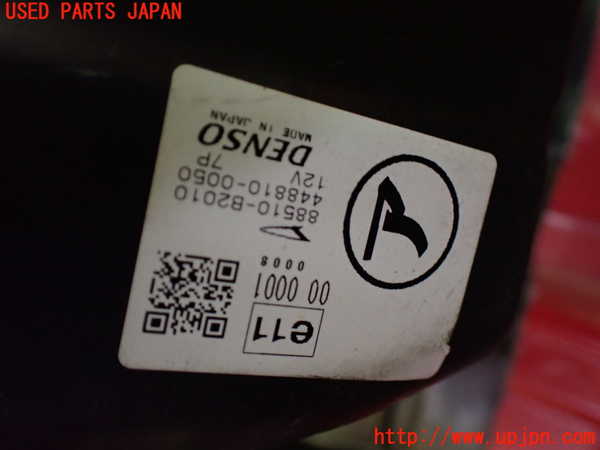 USED PARTS JAPAN
88510-B2010
448810-0050
12V 7P
DENSO
MADE IN JAPAN
e11
00 0001
0008
http://www.upjpn.com/